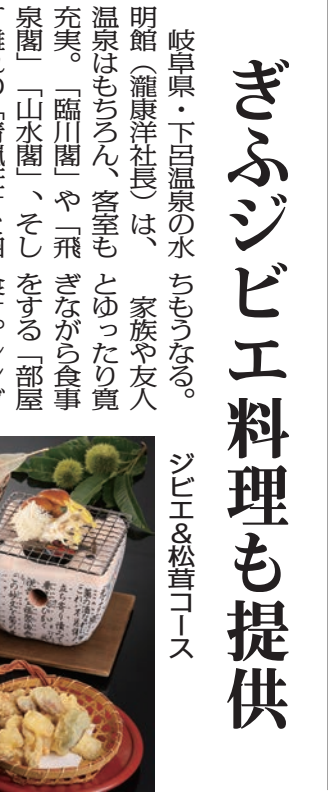 ぎふジビエ料理も提供
岐阜県・下呂温泉の水
明館（瀧康洋社長）は、
温泉はもちろん、客室も
充実。「臨川閣」や「飛
泉閣」「山水閣」、そし
ちもうなる。
家族や友人
とゆったり寛
ぎながら食事
をする「部屋
ジビエ＆松茸コース